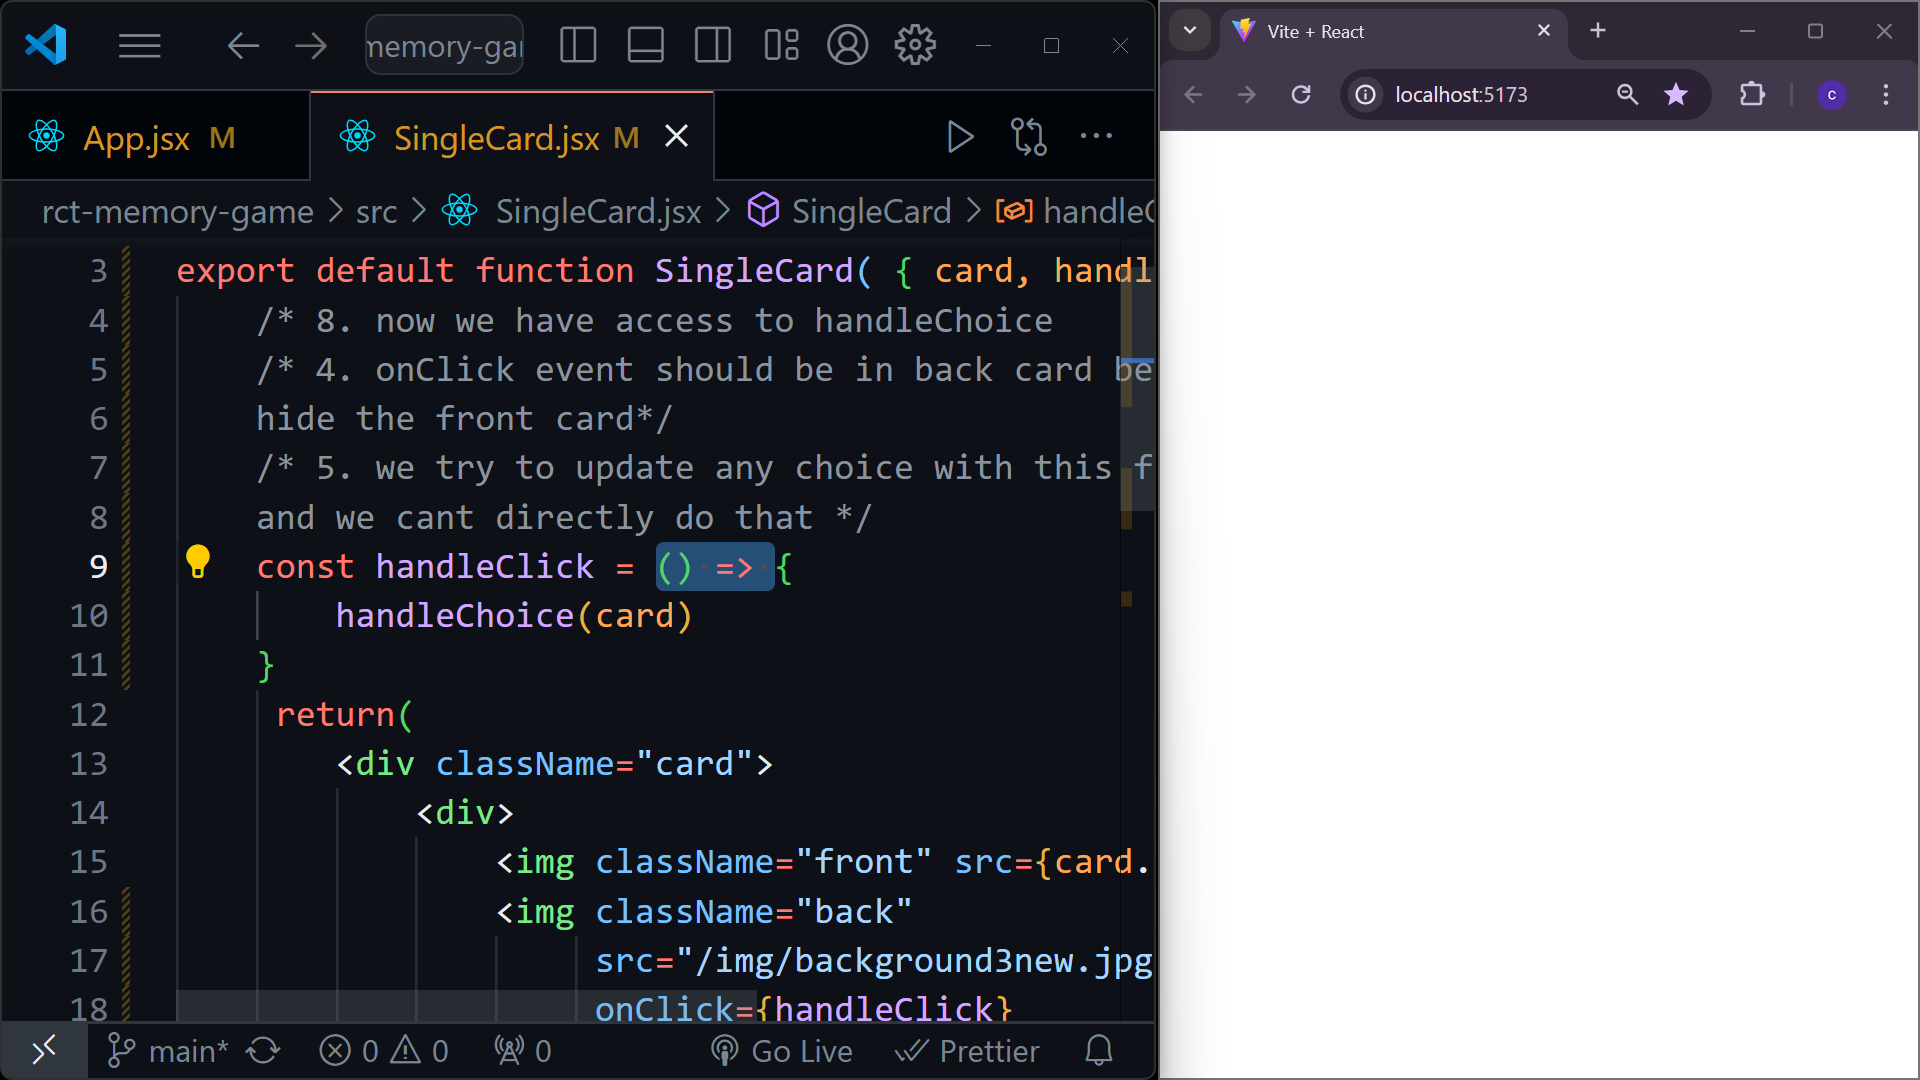 memory-gam
App.jsx M
SingleCard.jsx M
rct-memory-game > src > SingleCard.jsx > SingleCard > handleC
3 export default function SingleCard( { card, handl
4 /* 8. now we have access to handleChoice
5 /* 4. onClick event should be in back card be
6 hide the front card*/
7 /* 5. we try to update any choice with this f
8 and we cant directly do that */
9 const handleClick = () => {
10 handleChoice(card)
11 }
12 return(
13 <div className="card">
14 <div>
15 <img className="front" src={card.
16 <img className="back"
17 src="/img/background3new.jpg
18 onClick={handleClick}
main* 0 0 0 Go Live Prettier
Vite + React
localhost:5173
c